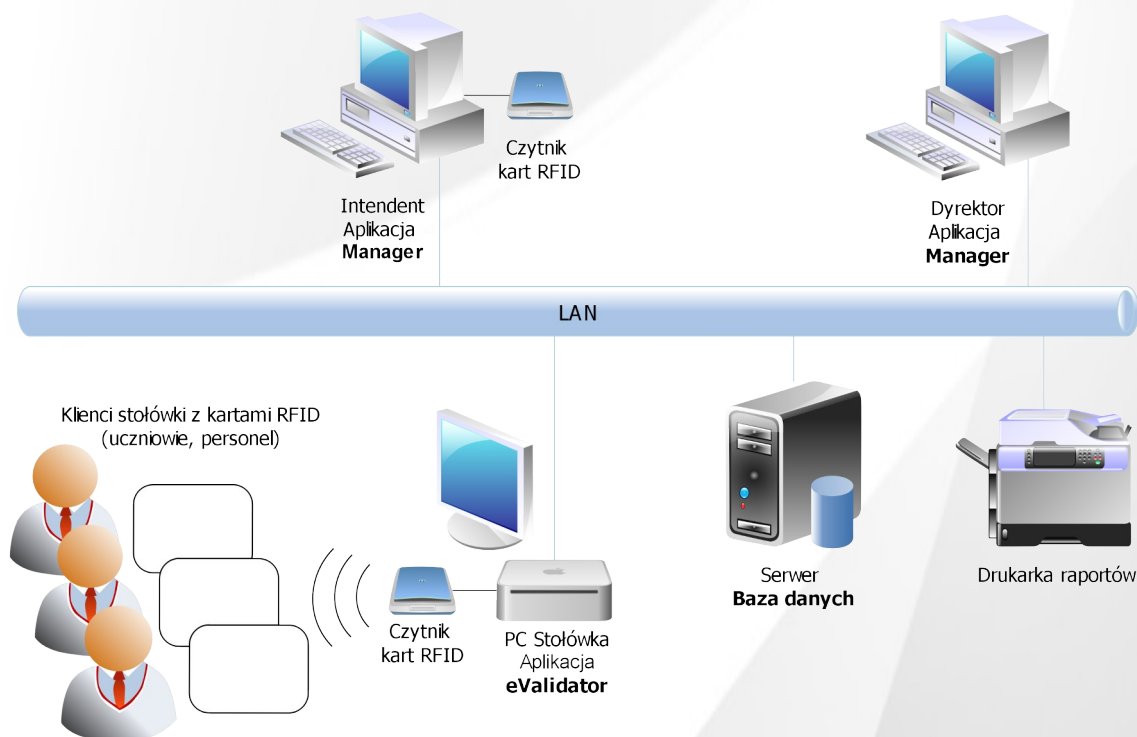 Czytnik
kart RFID
Intendent
Aplikacja
Manager
Dyrektor
Aplikacja
Manager
LAN
Klienci stołówki z kartami RFID
(uczniowie, personel)
Czytnik
kart RFID
PC Stołówka
Aplikacja
eValidator
Serwer
Baza danych
Drukarka raportów